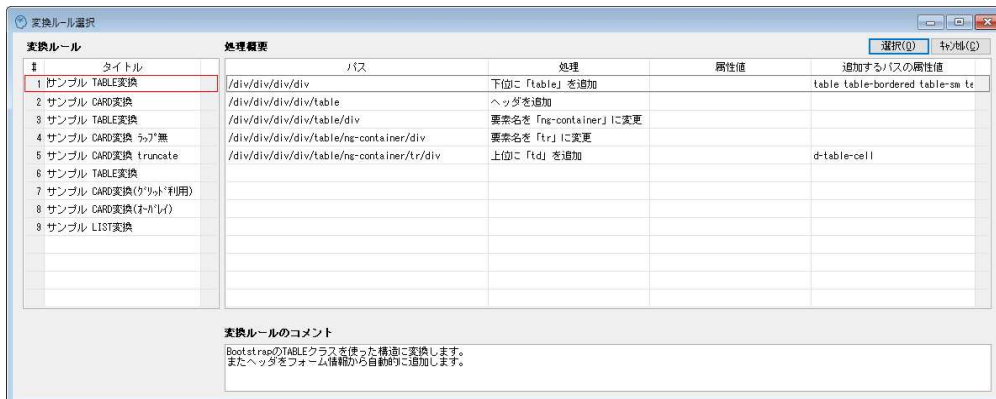 変換ルール選択
変換ルール
処理概要
選択(O) ｷｬﾝｾﾙ(C)
# タイトル
1 サンプル TABLE変換
2 サンプル CARD変換
3 サンプル TABLE変換
4 サンプル CARD変換 ﾗｯﾌﾟ無
5 サンプル CARD変換 truncate
6 サンプル TABLE変換
7 サンプル CARD変換(ｸﾞﾘｯﾄﾞ利用)
8 サンプル CARD変換(ｵｰﾊﾞﾚｲ)
9 サンプル LIST変換
パス 処理 属性値 追加するパスの属性値
/div/div/div/div 下位に「table」を追加 table table-bordered table-sm te
/div/div/div/div/table ヘッダを追加
/div/div/div/div/table/div 要素名を「ng-container」に変更
/div/div/div/div/table/ng-container/div 要素名を「tr」に変更
/div/div/div/div/table/ng-container/tr/div 上位に「td」を追加 d-table-cell
変換ルールのコメント
BootstrapのTABLEクラスを使った構造に変換します。
またヘッダをフォーム情報から自動的に追加します。